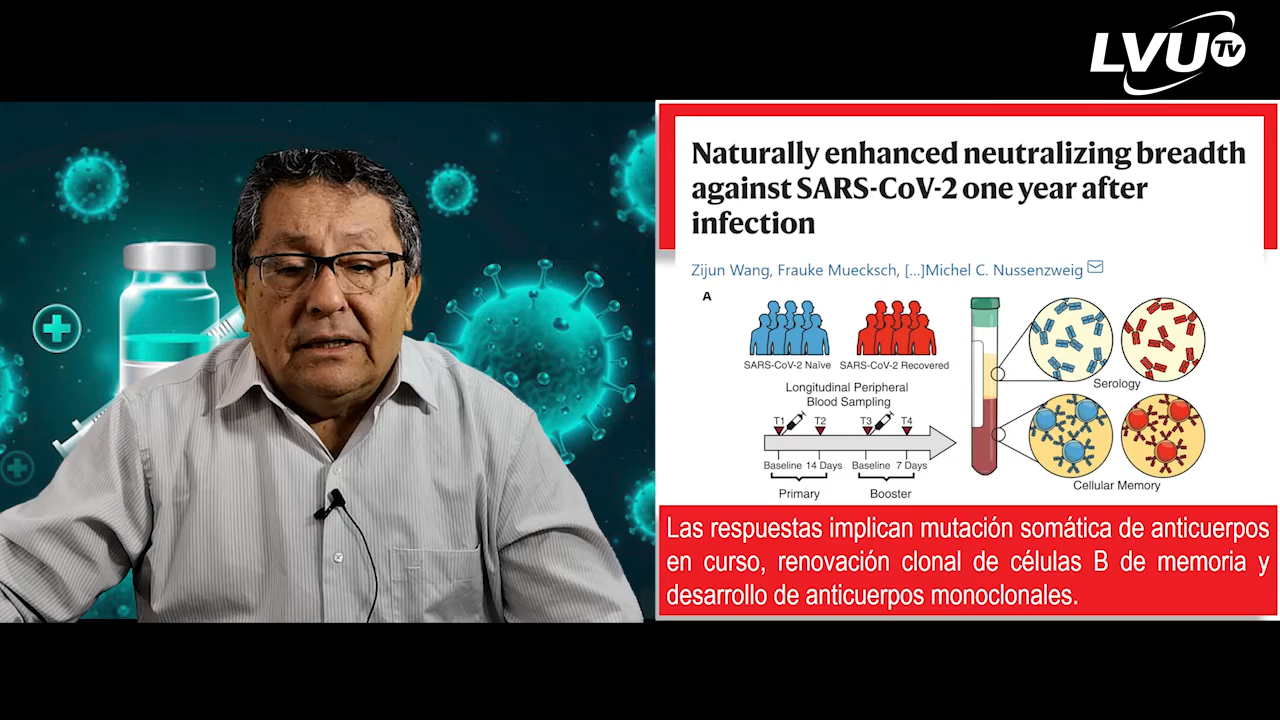 LVU TV
Naturally enhanced neutralizing breadth
against SARS-CoV-2 one year after
infection
Zijun Wang, Frauke Muecksch, [...]Michel C. Nussenzweig
A
SARS-CoV-2 Naïve
SARS-CoV-2 Recovered
Longitudinal Peripheral
Blood Sampling
T1 T2 T3 T4
Baseline 14 Days Baseline 7 Days
Primary Booster
Serology
Cellular Memory
Las respuestas implican mutación somática de anticuerpos
en curso, renovación clonal de células B de memoria y
desarrollo de anticuerpos monoclonales.